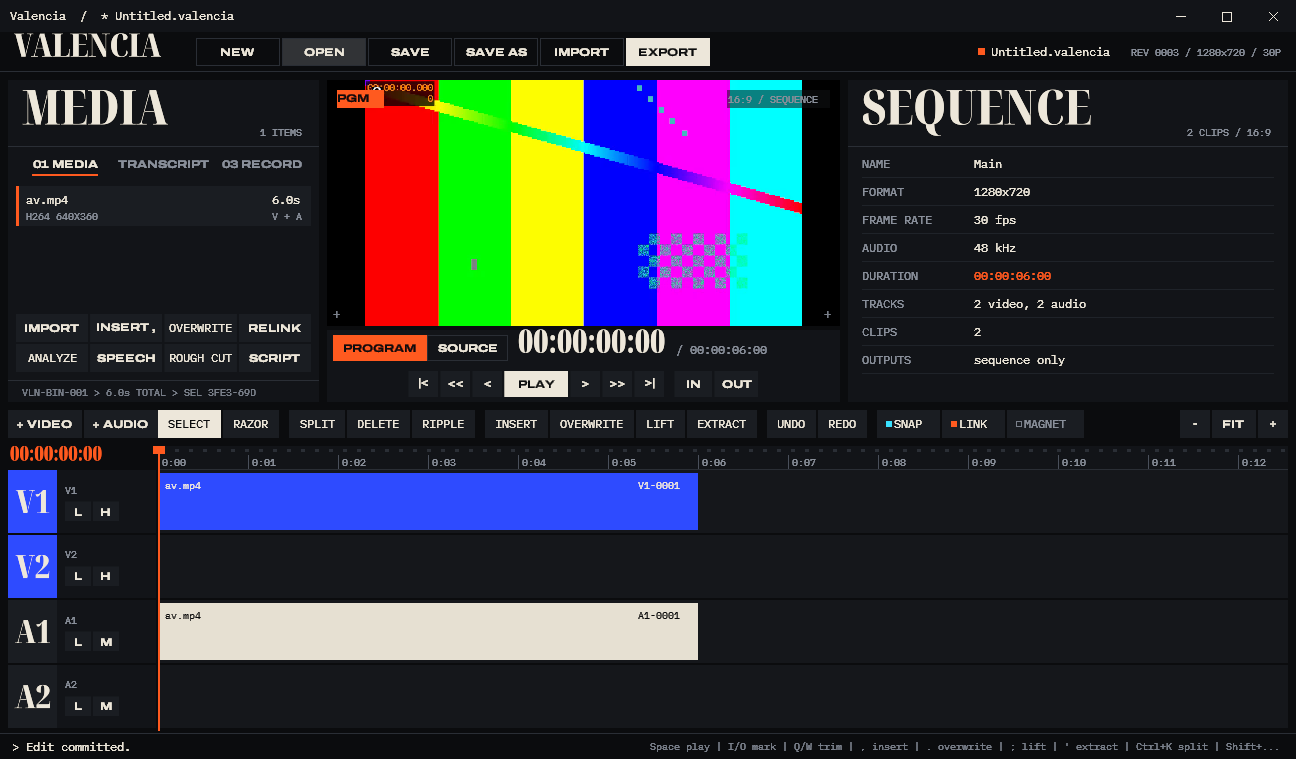 Valencia / * Untitled.valencia
VALENCIA
NEW OPEN SAVE SAVE AS IMPORT EXPORT
Untitled.valencia REV 0003 / 1280x720 / 30P
MEDIA
1 ITEMS
01 MEDIA TRANSCRIPT 03 RECORD
av.mp4 6.0s
H264 640X360 V + A
IMPORT INSERT, OVERWRITE RELINK
ANALYZE SPEECH ROUGH CUT SCRIPT
VLN-BIN-001 > 6.0s TOTAL > SEL 3FE3-69D
00:00:00.000
PGM 0
16:9 / SEQUENCE
PROGRAM SOURCE 00:00:00:00 / 00:00:06:00
|< << < PLAY > >> >| IN OUT
SEQUENCE
2 CLIPS / 16:9
NAME Main
FORMAT 1280x720
FRAME RATE 30 fps
AUDIO 48 kHz
DURATION 00:00:06:00
TRACKS 2 video, 2 audio
CLIPS 2
OUTPUTS sequence only
+ VIDEO + AUDIO SELECT RAZOR SPLIT DELETE RIPPLE INSERT OVERWRITE LIFT EXTRACT UNDO REDO SNAP LINK MAGNET - FIT +
00:00:00:00
0:00 0:01 0:02 0:03 0:04 0:05 0:06 0:07 0:08 0:09 0:10 0:11 0:12
V1 V1 L H
av.mp4 V1-0001
V2 V2 L H
A1 A1 L M
av.mp4 A1-0001
A2 A2 L M
> Edit committed.
Space play | I/O mark | Q/W trim | , insert | . overwrite | ; lift | ' extract | Ctrl+K split | Shift+...